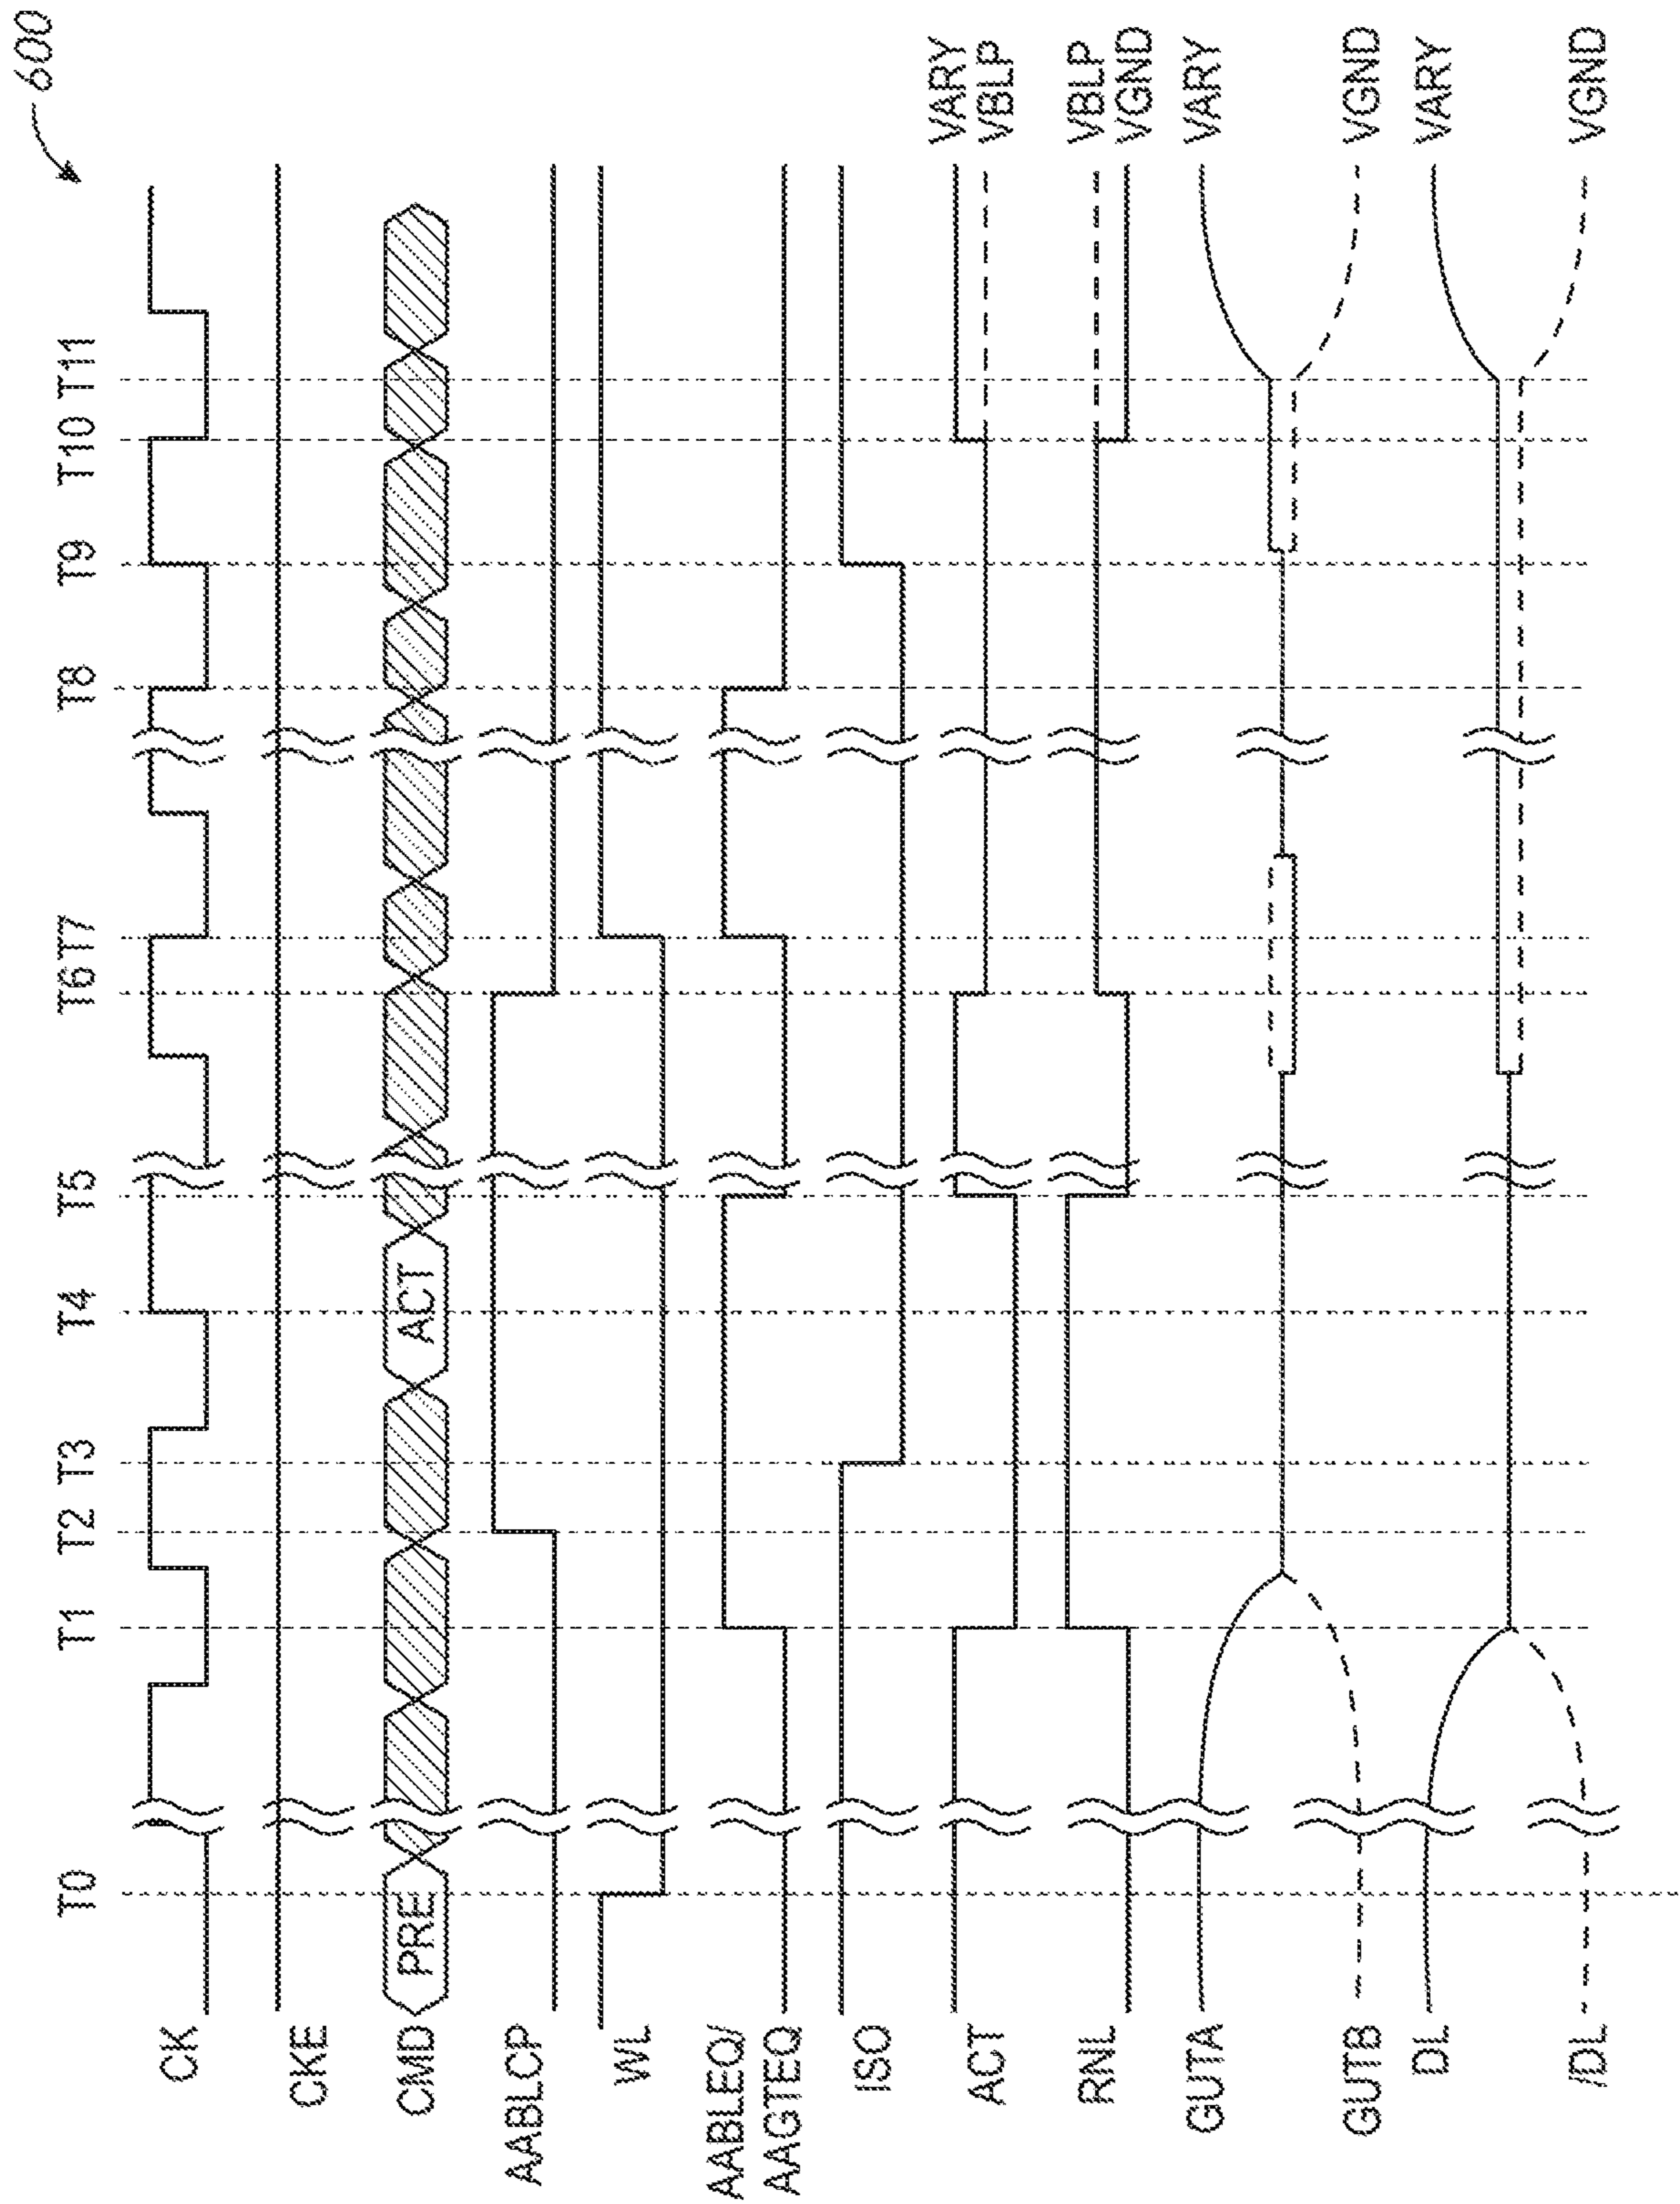 600
T0 T1 T2 T3 T4 T5 T6 T7 T8 T9 T10 T11
CK
CKE
CMD PRE ACT
AABLCP
WL
AABLEQ/
AAGTEQ
ISO
ACT VARY
VBLP
RNL VBLP
VGND
GUTA VARY
GUTB VGND
DL VARY
/DL VGND